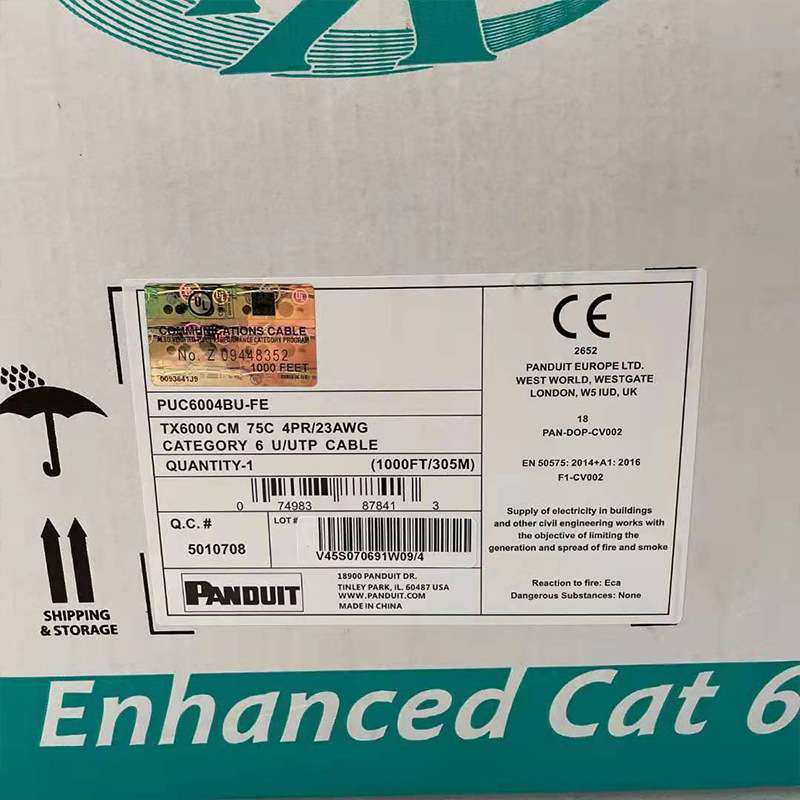 COMMUNICATIONS CABLE
No. Z 09448352
1000 FEET
PUC6004BU-FE
TX6000 CM 75C 4PR/23AWG
CATEGORY 6 U/UTP CABLE
QUANTITY-1 (1000FT/305M)
0 74983 87841 3
Q.C. #
5010708
LOT #
V45S070691W09/4
PANDUIT
18900 PANDUIT DR.
TINLEY PARK, IL. 60487 USA
WWW.PANDUIT.COM
MADE IN CHINA
CE
2652
PANDUIT EUROPE LTD.
WEST WORLD, WESTGATE
LONDON, W5 IUD, UK
18
PAN-DOP-CV002
EN 50575: 2014+A1: 2016
F1-CV002
Supply of electricity in buildings
and other civil engineering works with
the objective of limiting the
generation and spread of fire and smoke
Reaction to fire: Eca
Dangerous Substances: None
SHIPPING
& STORAGE
Enhanced Cat 6